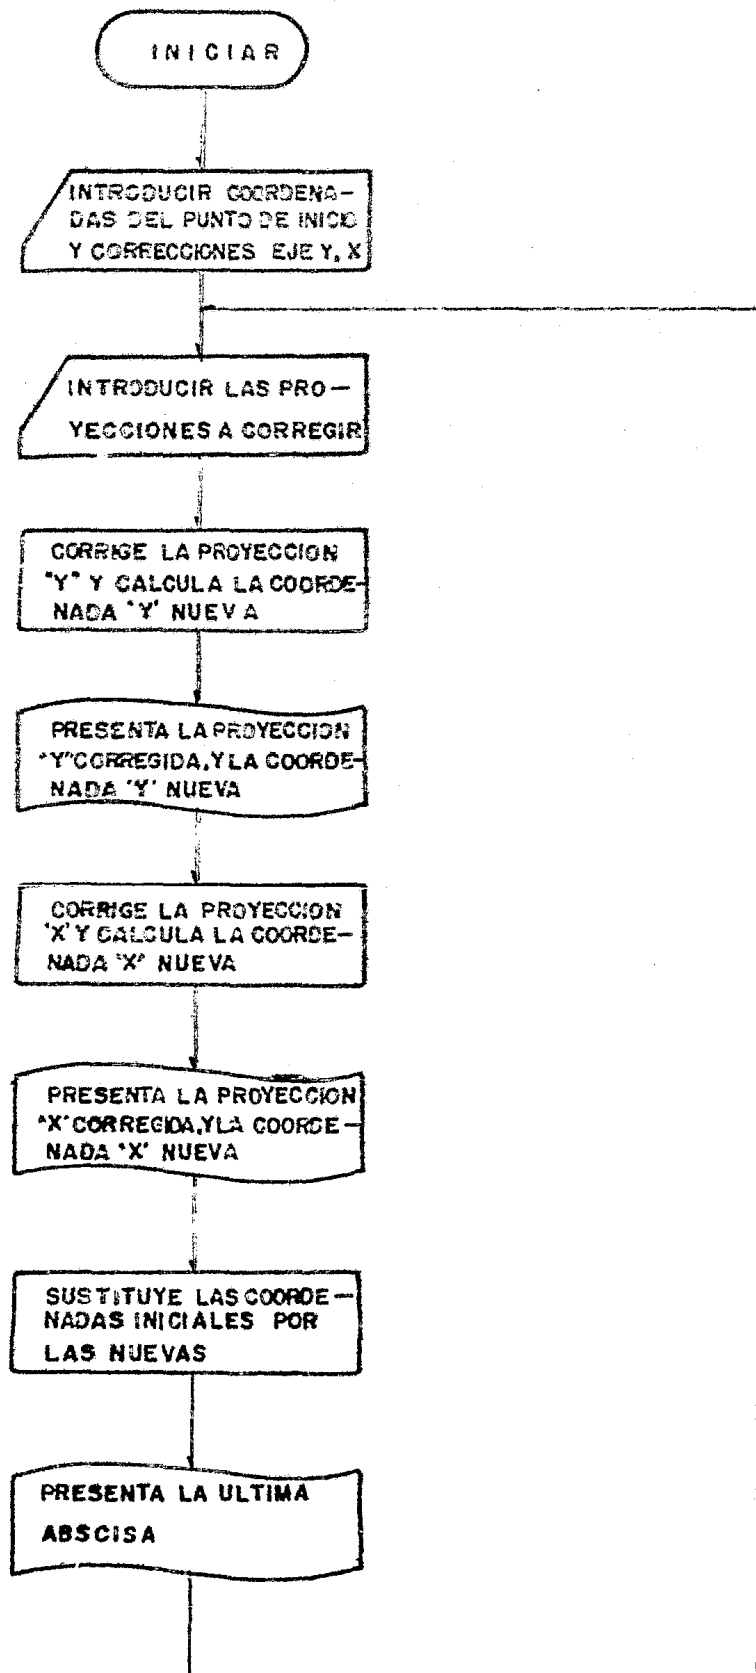 INICIAR
INTRODUCIR COORDENA-
DAS DEL PUNTO DE INICIO
Y CORRECCIONES EJE Y, X
INTRODUCIR LAS PRO-
YECCIONES A CORREGIR
CORRIGE LA PROYECCION
"Y" Y CALCULA LA COORDE-
NADA 'Y' NUEVA
PRESENTA LA PROYECCION
"Y" CORREGIDA, Y LA COORDE-
NADA 'Y' NUEVA
CORRIGE LA PROYECCION
'X' Y CALCULA LA COORDE-
NADA "X" NUEVA
PRESENTA LA PROYECCION
"X" CORREGIDA, Y LA COORDE-
NADA "X" NUEVA
SUSTITUYE LAS COORDE-
NADAS INICIALES POR
LAS NUEVAS
PRESENTA LA ULTIMA
ABSCISA